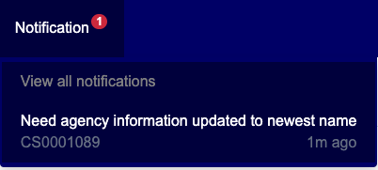 Notification 1
View all notifications
Need agency information updated to newest name
CS0001089 1m ago